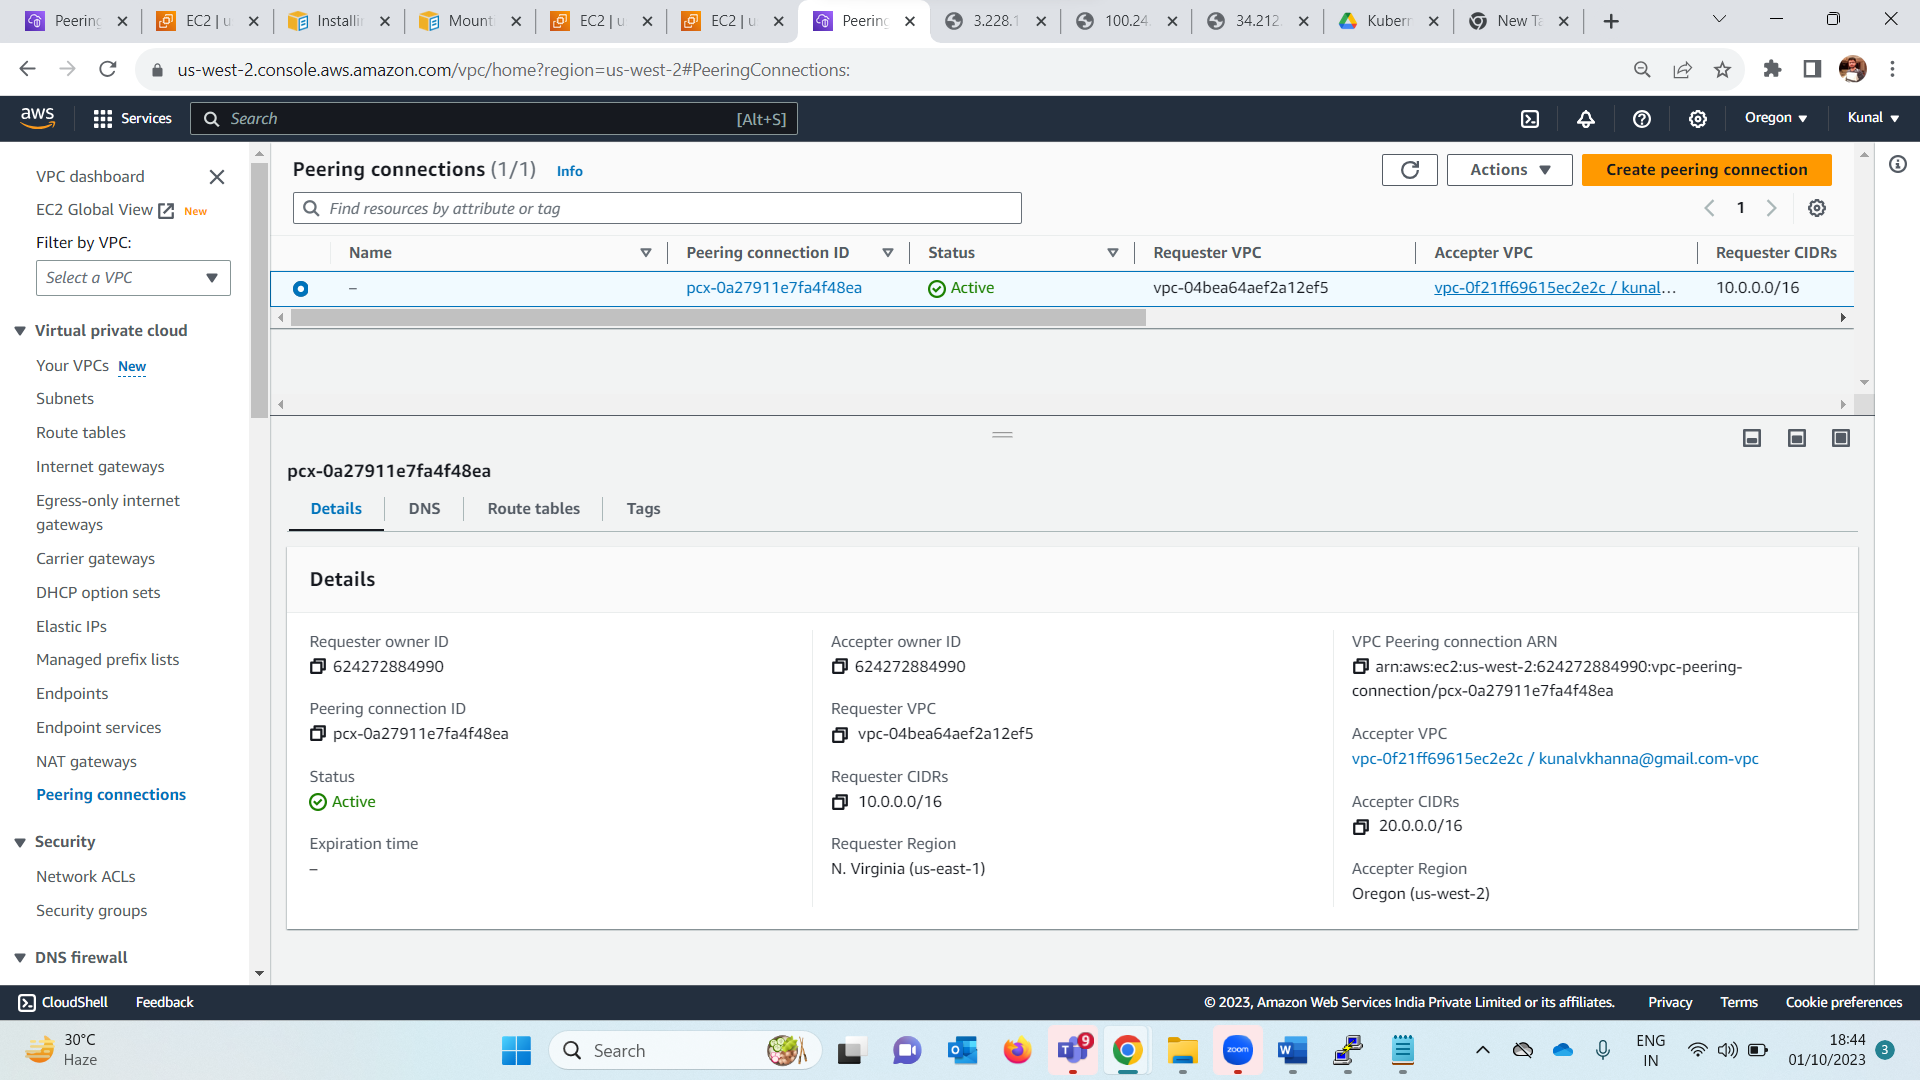 Peering
EC2 | u
Installin
Mount
EC2 | u
EC2 | u
Peering
3.228.1
100.24.
34.212.
Kubern
New Ta
us-west-2.console.aws.amazon.com/vpc/home?region=us-west-2#PeeringConnections:
aws
Services
Search
[Alt+S]
Oregon
Kunal
VPC dashboard
EC2 Global View New
Filter by VPC:
Select a VPC
Virtual private cloud
Your VPCs New
Subnets
Route tables
Internet gateways
Egress-only internet
gateways
Carrier gateways
DHCP option sets
Elastic IPs
Managed prefix lists
Endpoints
Endpoint services
NAT gateways
Peering connections
Security
Network ACLs
Security groups
DNS firewall
Peering connections (1/1) Info
Actions
Create peering connection
Find resources by attribute or tag
1
Name Peering connection ID Status Requester VPC Accepter VPC Requester CIDRs
– pcx-0a27911e7fa4f48ea Active vpc-04bea64aef2a12ef5 vpc-0f21ff69615ec2e2c / kunal... 10.0.0.0/16
pcx-0a27911e7fa4f48ea
Details DNS Route tables Tags
Details
Requester owner ID
624272884990
Peering connection ID
pcx-0a27911e7fa4f48ea
Status
Active
Expiration time
–
Accepter owner ID
624272884990
Requester VPC
vpc-04bea64aef2a12ef5
Requester CIDRs
10.0.0.0/16
Requester Region
N. Virginia (us-east-1)
VPC Peering connection ARN
arn:aws:ec2:us-west-2:624272884990:vpc-peering-
connection/pcx-0a27911e7fa4f48ea
Accepter VPC
vpc-0f21ff69615ec2e2c / kunalvkhanna@gmail.com-vpc
Accepter CIDRs
20.0.0.0/16
Accepter Region
Oregon (us-west-2)
CloudShell Feedback
© 2023, Amazon Web Services India Private Limited or its affiliates. Privacy Terms Cookie preferences
30°C
Haze
Search
9
zoom
ENG
IN
18:44
01/10/2023
3